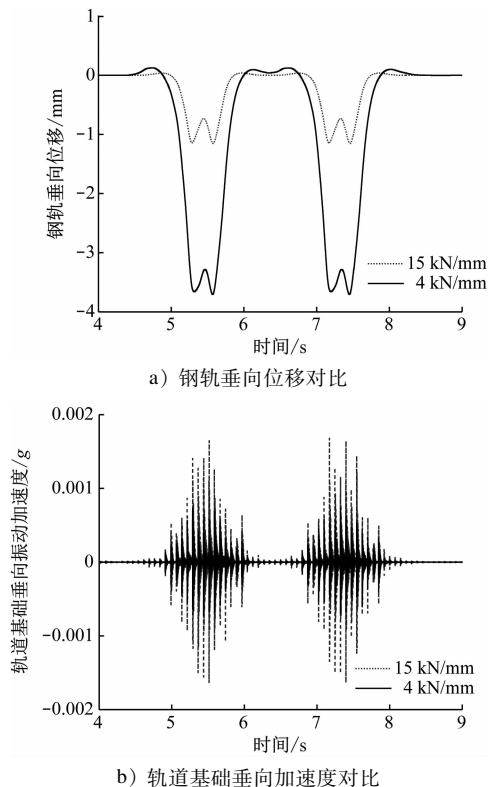 1
0
-1
-2
-3
-4
钢轨垂向位移/mm
15 kN/mm
4 kN/mm
4 5 6 7 8 9
时间/s
a）钢轨垂向位移对比
0.002
0.001
0
-0.001
-0.002
轨道基础垂向振动加速度/g
15 kN/mm
4 kN/mm
4 5 6 7 8 9
时间/s
b）轨道基础垂向加速度对比